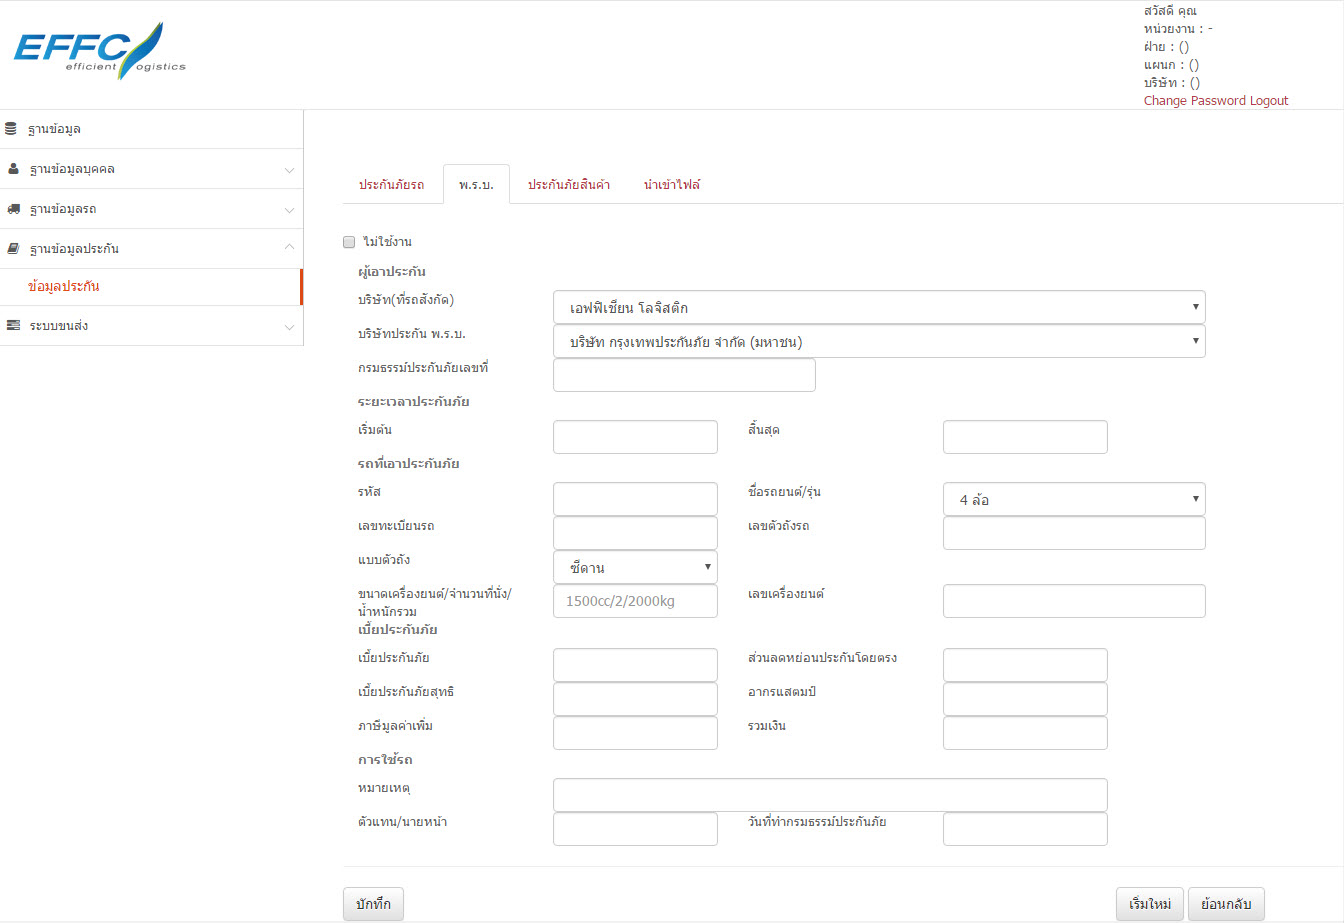 EFFC
efficient logistics
สวัสดี คุณ
หน่วยงาน : -
ฝ่าย : ()
แผนก : ()
บริษัท : ()
Change Password Logout
ฐานข้อมูล
ฐานข้อมูลบุคคล
ฐานข้อมูลรถ
ฐานข้อมูลประกัน
ข้อมูลประกัน
ระบบขนส่ง
ประกันภัยรถ พ.ร.บ. ประกันภัยสินค้า นำเข้าไฟล์
ไม่ใช้งาน
ผู้เอาประกัน
บริษัท(ที่รถสังกัด) เอฟฟิเชี่ยน โลจิสติก
บริษัทประกัน พ.ร.บ. บริษัท กรุงเทพประกันภัย จำกัด (มหาชน)
กรมธรรม์ประกันภัยเลขที่
ระยะเวลาประกันภัย
เริ่มต้น สิ้นสุด
รถที่เอาประกันภัย
รหัส ชื่อรถยนต์/รุ่น 4 ล้อ
เลขทะเบียนรถ เลขตัวถังรถ
แบบตัวถัง ซีดาน
ขนาดเครื่องยนต์/จำนวนที่นั่ง/ 1500cc/2/2000kg เลขเครื่องยนต์
น้ำหนักรวม
เบี้ยประกันภัย
เบี้ยประกันภัย ส่วนลดหย่อนประกันโดยตรง
เบี้ยประกันภัยสุทธิ อากรแสตมป์
ภาษีมูลค่าเพิ่ม รวมเงิน
การใช้รถ
หมายเหตุ
ตัวแทน/นายหน้า วันที่ทำกรมธรรม์ประกันภัย
บันทึก เริ่มใหม่ ย้อนกลับ